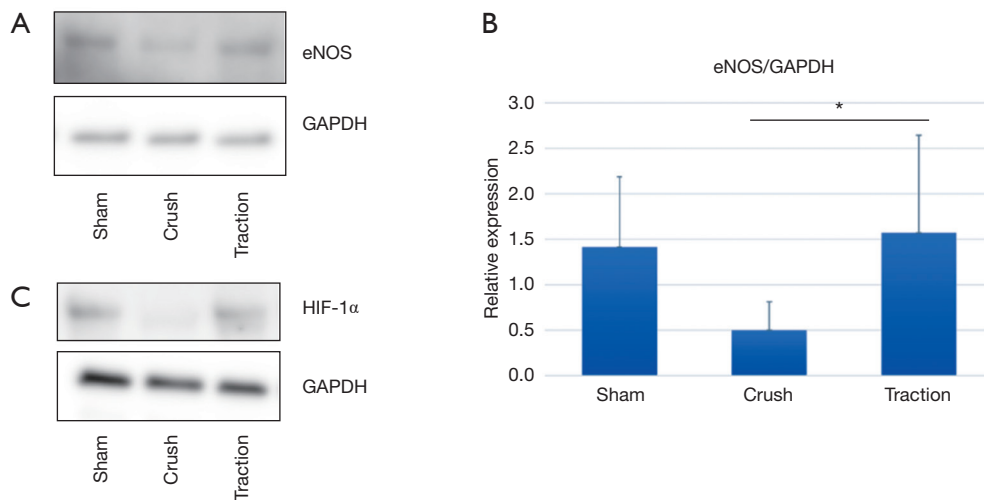 A
eNOS
GAPDH
Sham
Crush
Traction
B
eNOS/GAPDH
*
Relative expression
3.0
2.5
2.0
1.5
1.0
0.5
0.0
Sham
Crush
Traction
C
HIF-1α
GAPDH
Sham
Crush
Traction